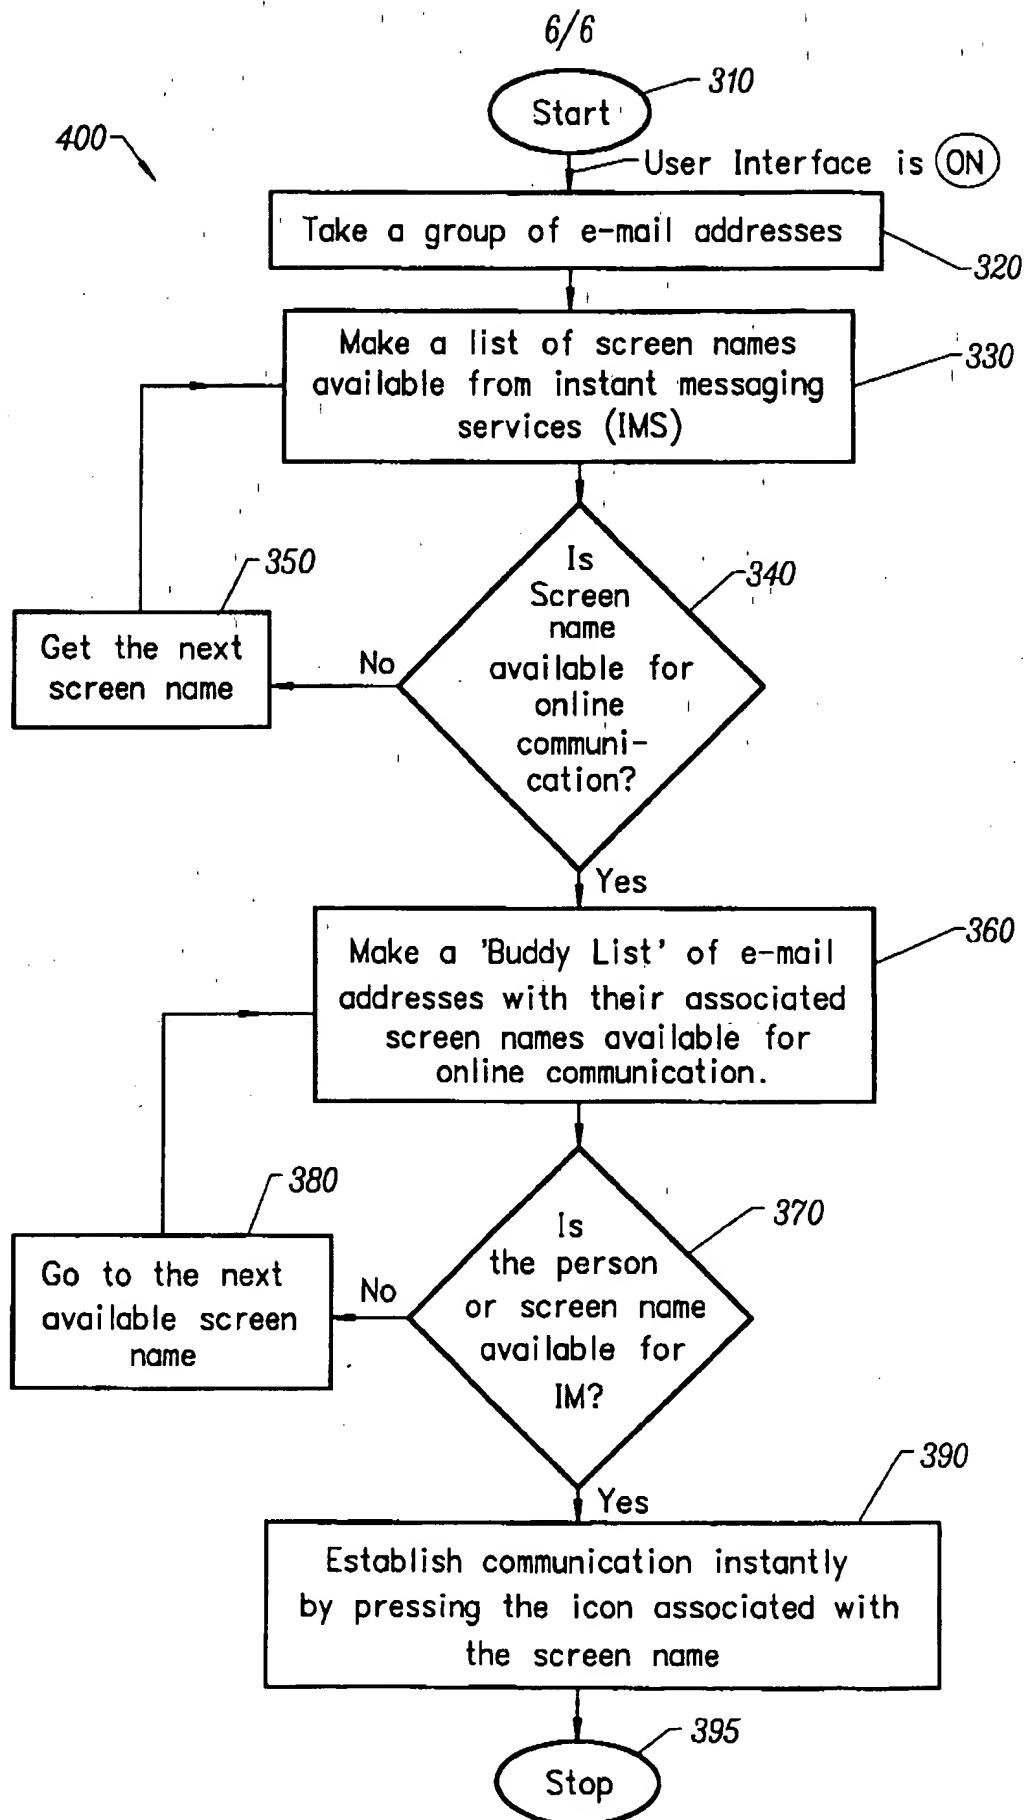 6/6
310
Start
400
User Interface is ON
Take a group of e-mail addresses
320
Make a list of screen names
available from instant messaging
services (IMS)
330
350
Get the next
screen name
No
Is
Screen
name
available for
online
communi-
cation?
340
Yes
Make a 'Buddy List' of e-mail
addresses with their associated
screen names available for
online communication.
360
380
Go to the next
available screen
name
No
Is
the person
or screen name
available for
IM?
370
Yes
390
Establish communication instantly
by pressing the icon associated with
the screen name
395
Stop